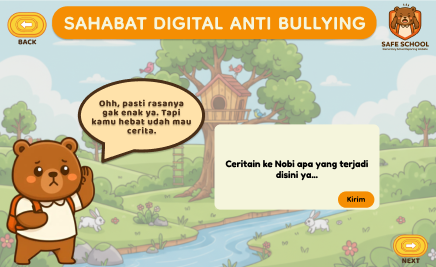 SAHABAT DIGITAL ANTI BULLYING
BACK
SAFE SCHOOL
Ohh, pasti rasanya
gak enak ya. Tapi
kamu hebat udah mau
cerita.
Ceritain ke Nobi apa yang terjadi
disini ya...
Kirim
NEXT